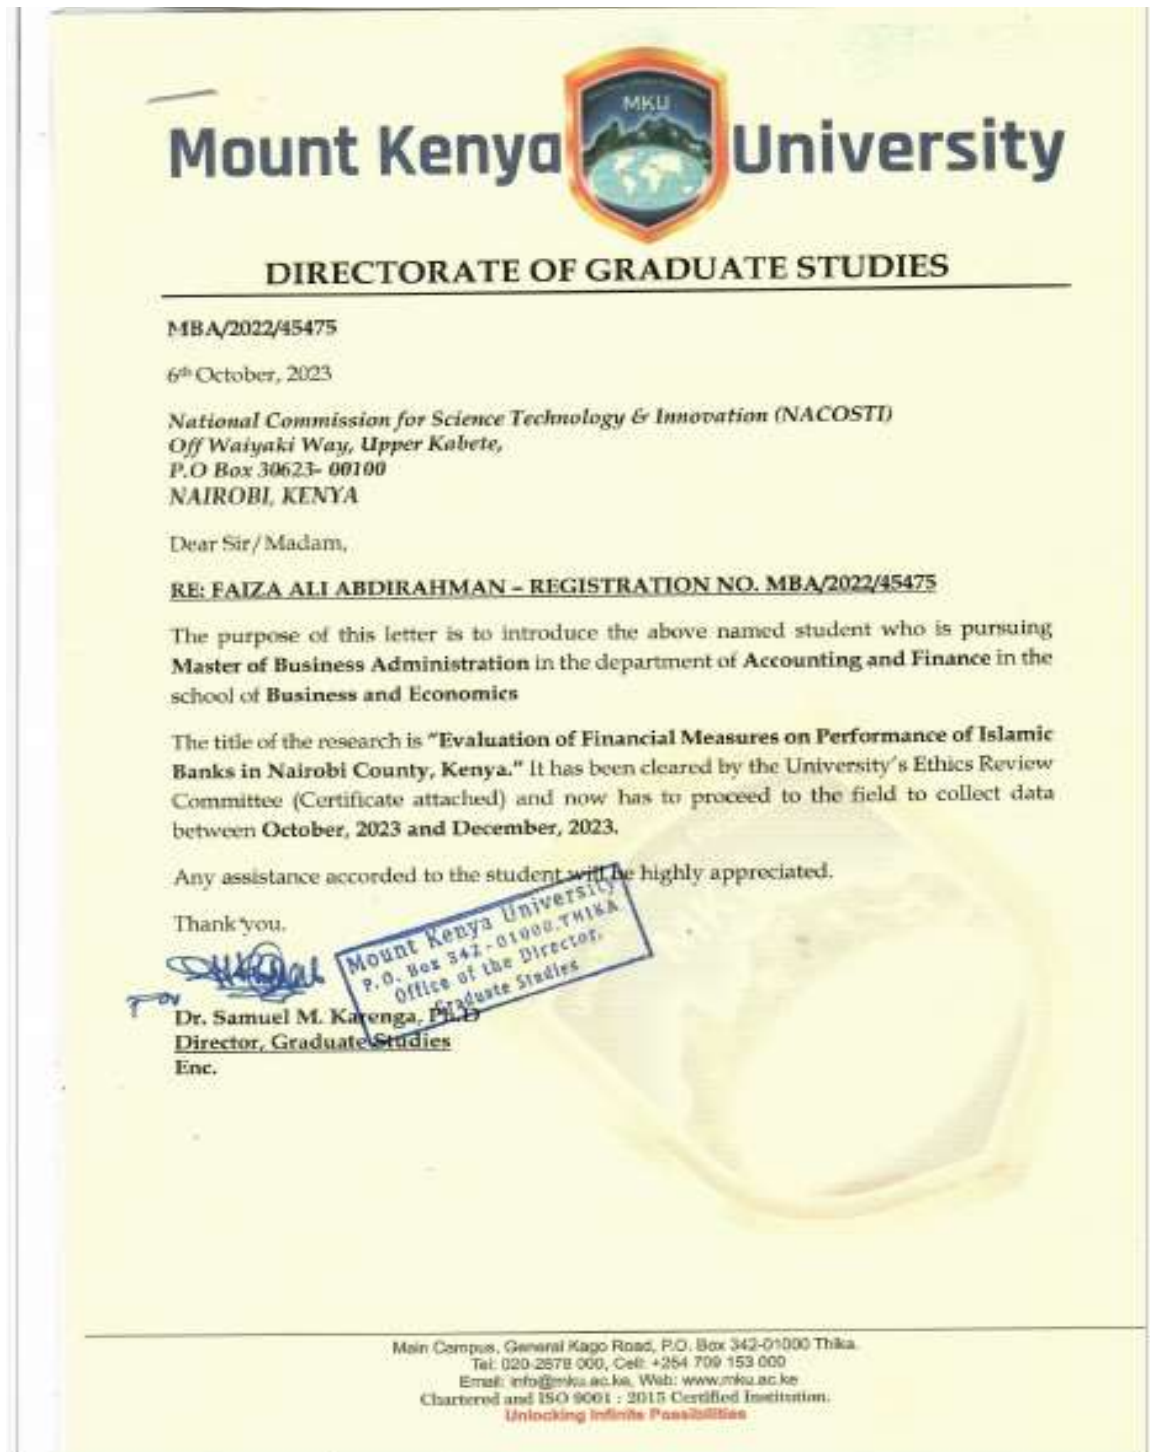 Mount Kenya MKU University
DIRECTORATE OF GRADUATE STUDIES
MBA/2022/45475
6th October, 2023
National Commission for Science Technology & Innovation (NACOSTI)
Off Waiyaki Way, Upper Kabete,
P.O Box 30623- 00100
NAIROBI, KENYA
Dear Sir/Madam,
RE: FAIZA ALI ABDIRAHMAN – REGISTRATION NO. MBA/2022/45475
The purpose of this letter is to introduce the above named student who is pursuing
Master of Business Administration in the department of Accounting and Finance in the
school of Business and Economics
The title of the research is "Evaluation of Financial Measures on Performance of Islamic
Banks in Nairobi County, Kenya." It has been cleared by the University's Ethics Review
Committee (Certificate attached) and now has to proceed to the field to collect data
between October, 2023 and December, 2023.
Any assistance accorded to the student will be highly appreciated.
Thank you.
Mount Kenya University
P.O. Box 342-01000, THIKA
Office of the Director,
Graduate Studies
For
Dr. Samuel M. Karenga, Ph.D
Director, Graduate Studies
Enc.
Main Campus, General Kago Road, P.O. Box 342-01000 Thika.
Tel: 020-2878 000, Cell: +254 709 153 000
Email: info@mku.ac.ke, Web: www.mku.ac.ke
Chartered and ISO 9001 : 2015 Certified Institution.
Unlocking Infinite Possibilities